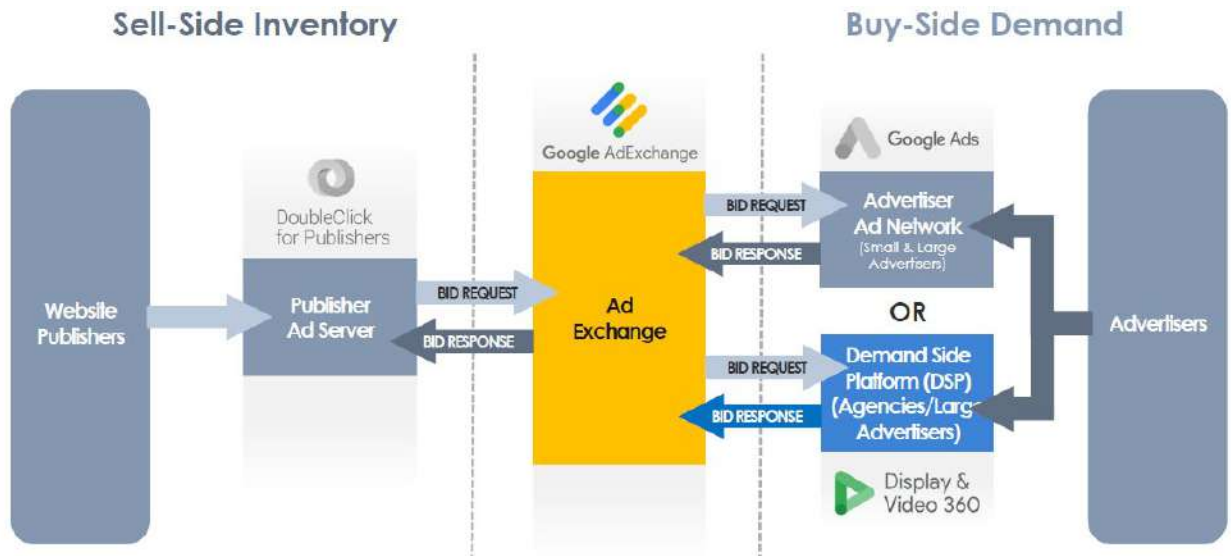 Sell-Side Inventory
Buy-Side Demand
Website
Publishers
DoubleClick
for Publishers
Publisher
Ad Server
BID REQUEST
BID RESPONSE
Google AdExchange
Ad
Exchange
BID REQUEST
BID RESPONSE
BID REQUEST
BID RESPONSE
Google Ads
Advertiser
Ad Network
(Small & Large
Advertisers)
OR
Demand Side
Platform (DSP)
(Agencies/Large
Advertisers)
Display &
Video 360
Advertisers